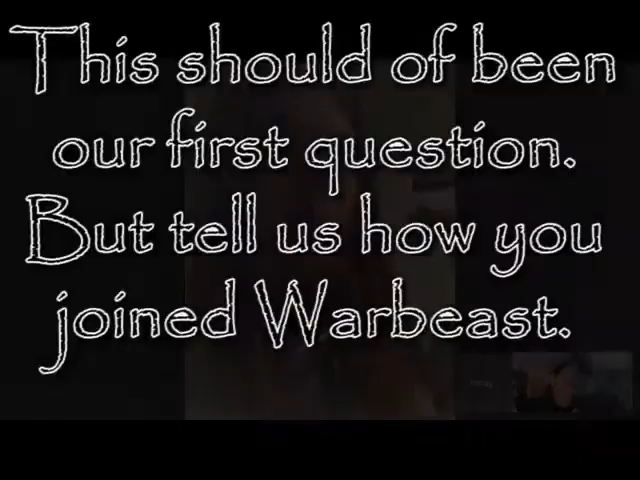 This should of been
our first question.
But tell us how you
joined Warbeast.